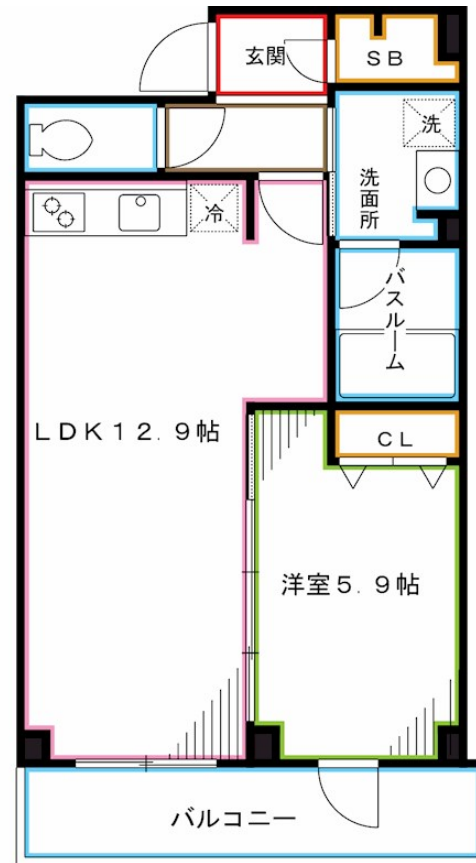 玄関
SB
洗
洗面所
冷
バスルーム
LDK12.9帖
CL
洋室5.9帖
バルコニー